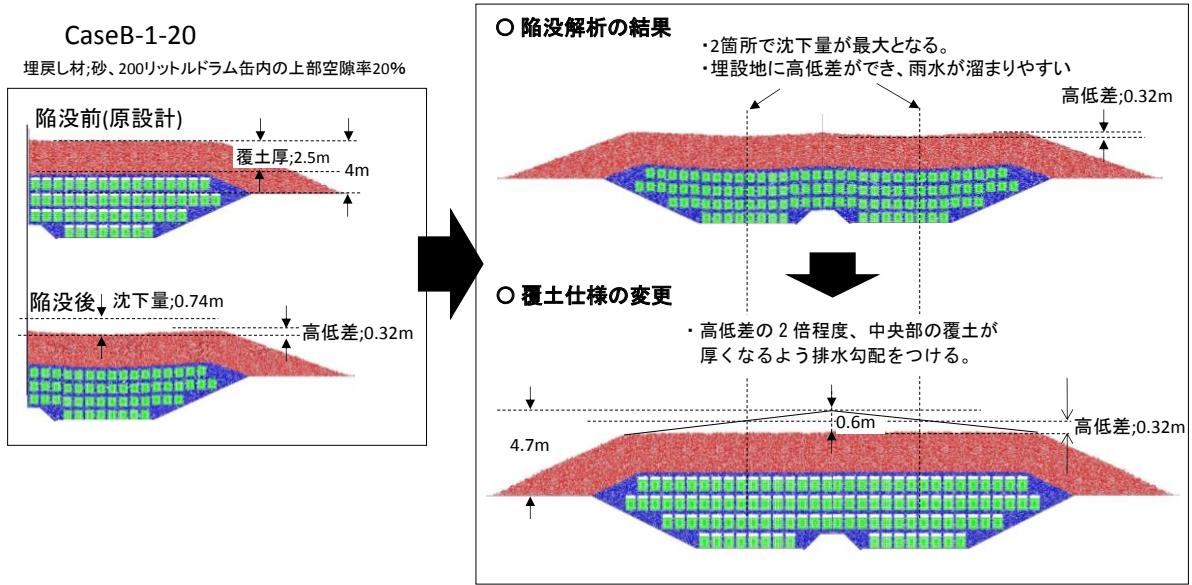 CaseB-1-20
埋戻し材;砂、200リットルドラム缶内の上部空隙率20%
陥没前(原設計)
覆土厚;2.5m
4m
陥没後
沈下量;0.74m
高低差;0.32m
○ 陥没解析の結果
・2箇所で沈下量が最大となる。
・埋設地に高低差ができ、雨水が溜まりやすい
高低差;0.32m
○ 覆土仕様の変更
・高低差の2倍程度、中央部の覆土が
厚くなるよう排水勾配をつける。
4.7m
0.6m
高低差;0.32m